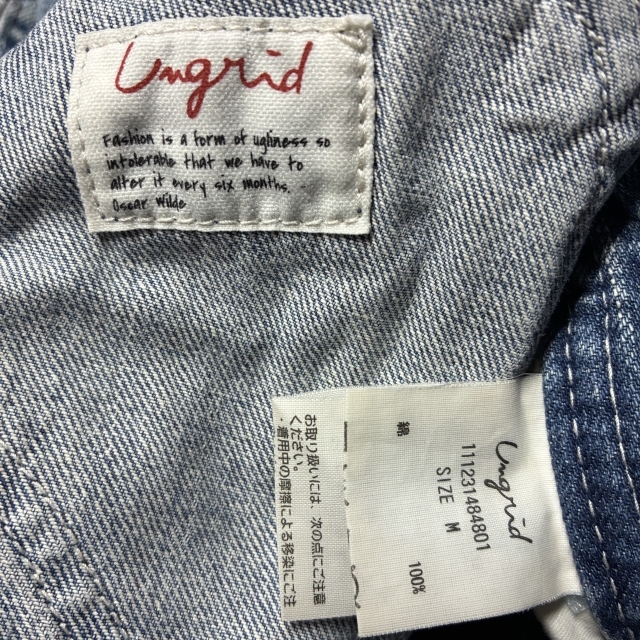 Ungrid
Fashion is a form of ugliness so
intolerable that we have to
alter it every six months.
Oscar Wilde
Ungrid
111231484801
SIZE M
綿 100%
お取り扱いには、次の点にご注意
ください。
・着用中の摩擦による移染にご注